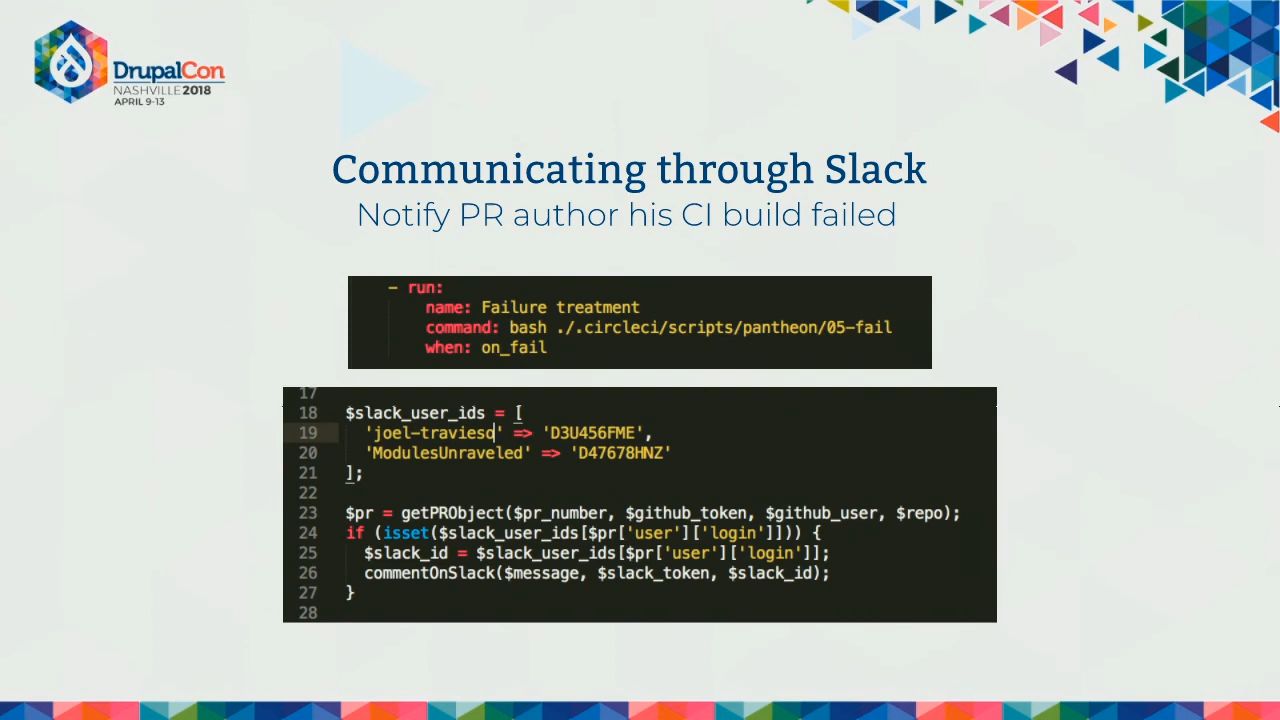 DrupalCon
NASHVILLE 2018
APRIL 9-13
Communicating through Slack
Notify PR author his CI build failed
- run:
name: Failure treatment
command: bash ./.circleci/scripts/pantheon/05-fail
when: on_fail
17
18 $slack_user_ids = [
19 'joel-travieso' => 'D3U456FME',
20 'ModulesUnraveled' => 'D47678HNZ'
21 ];
22
23 $pr = getPRObject($pr_number, $github_token, $github_user, $repo);
24 if (isset($slack_user_ids[$pr['user']['login']])) {
25 $slack_id = $slack_user_ids[$pr['user']['login']];
26 commentOnSlack($message, $slack_token, $slack_id);
27 }
28